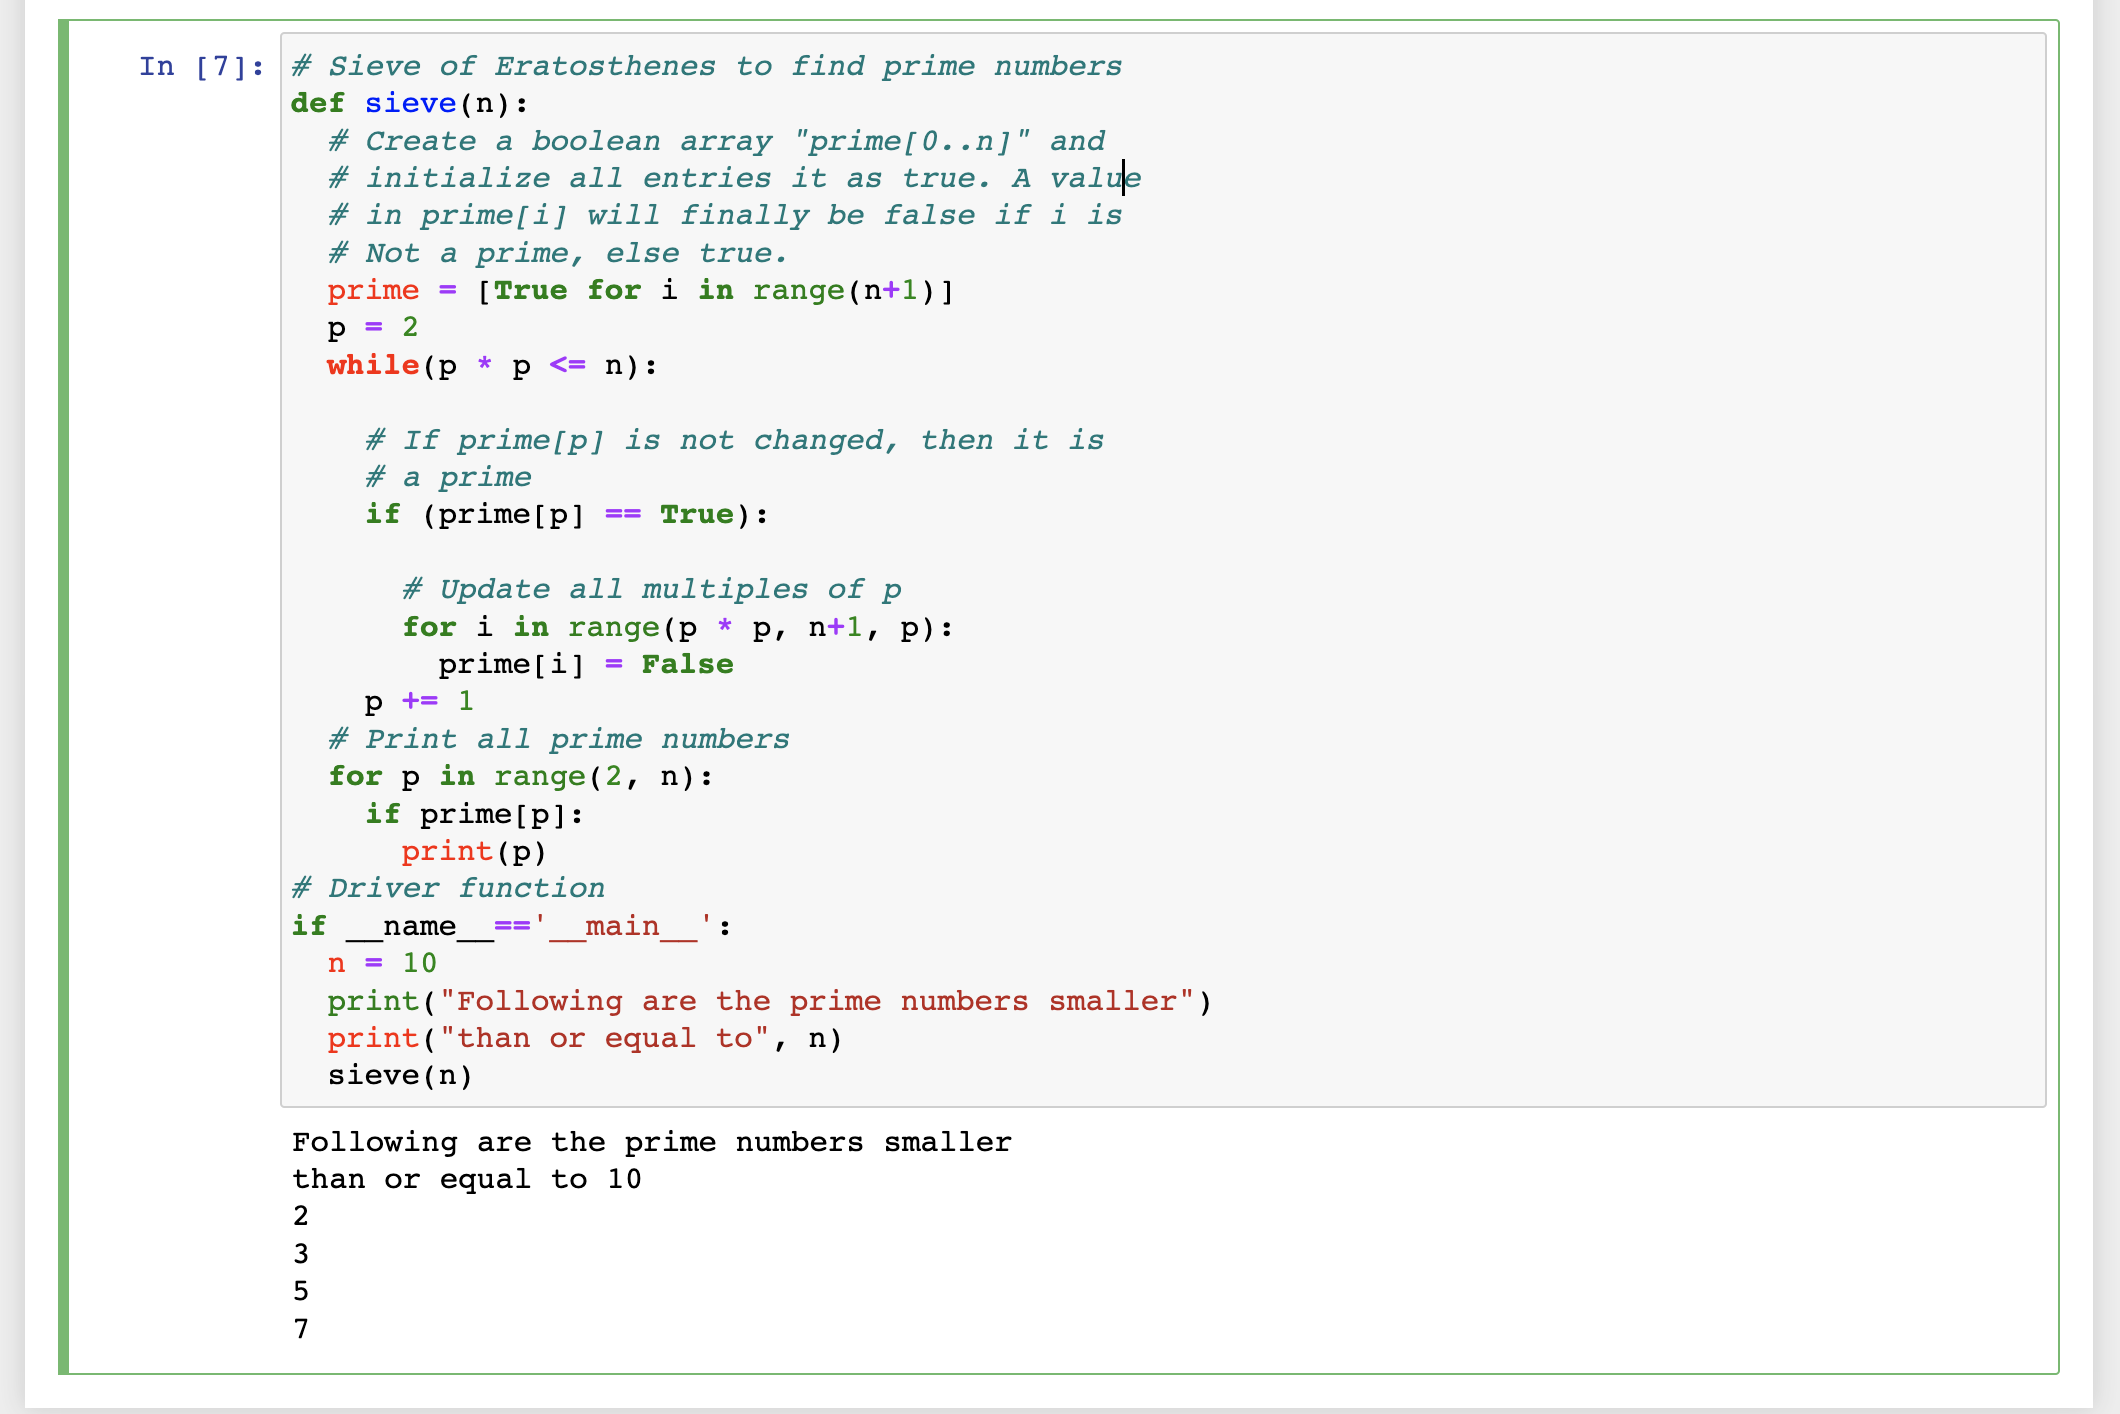 In [7]: # Sieve of Eratosthenes to find prime numbers
def sieve(n):
  # Create a boolean array "prime[0..n]" and
  # initialize all entries it as true. A value
  # in prime[i] will finally be false if i is
  # Not a prime, else true.
  prime = [True for i in range(n+1)]
  p = 2
  while(p * p <= n):

    # If prime[p] is not changed, then it is
    # a prime
    if (prime[p] == True):

      # Update all multiples of p
      for i in range(p * p, n+1, p):
        prime[i] = False
    p += 1
  # Print all prime numbers
  for p in range(2, n):
    if prime[p]:
      print(p)
# Driver function
if __name__=='__main__':
  n = 10
  print("Following are the prime numbers smaller")
  print("than or equal to", n)
  sieve(n)
Following are the prime numbers smaller
than or equal to 10
2
3
5
7